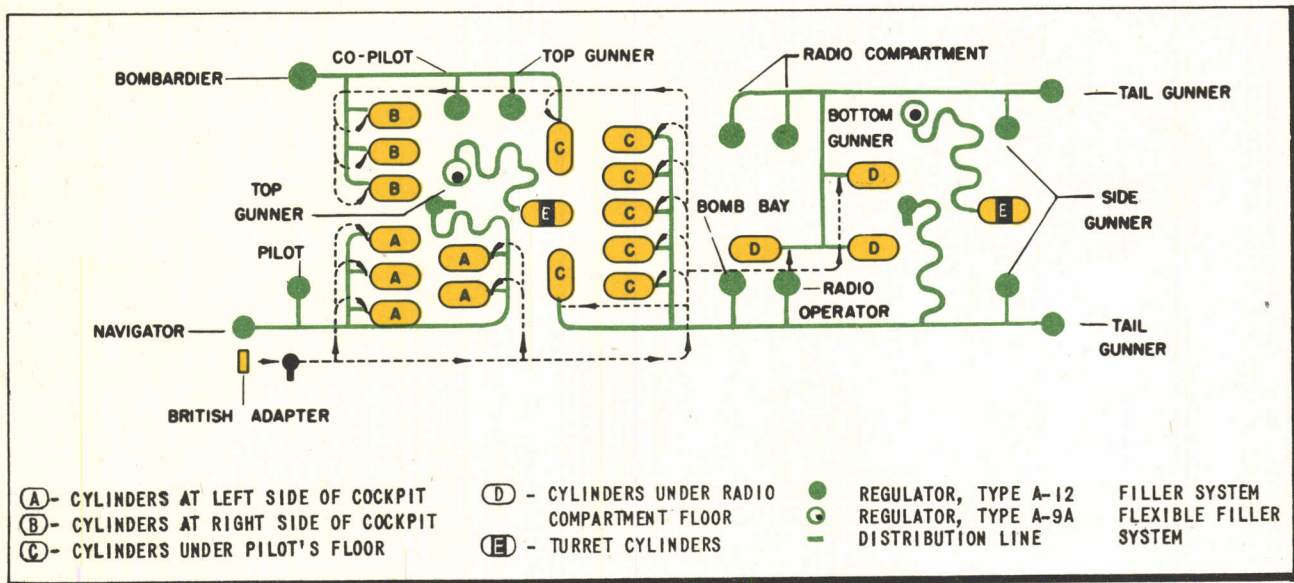 CO-PILOT
TOP GUNNER
RADIO COMPARTMENT
BOMBARDIER
TAIL GUNNER
B
BOTTOM
GUNNER
C
C
B
C
D
TOP
GUNNER
B
E
C
BOMB BAY
E
SIDE
GUNNER
A
PILOT
A
C
D
D
A
C
C
A
A
RADIO
OPERATOR
NAVIGATOR
TAIL
GUNNER
BRITISH ADAPTER
A - CYLINDERS AT LEFT SIDE OF COCKPIT
B - CYLINDERS AT RIGHT SIDE OF COCKPIT
C - CYLINDERS UNDER PILOT'S FLOOR
D - CYLINDERS UNDER RADIO
COMPARTMENT FLOOR
E - TURRET CYLINDERS
REGULATOR, TYPE A-12
REGULATOR, TYPE A-9A
DISTRIBUTION LINE
FILLER SYSTEM
FLEXIBLE FILLER
SYSTEM